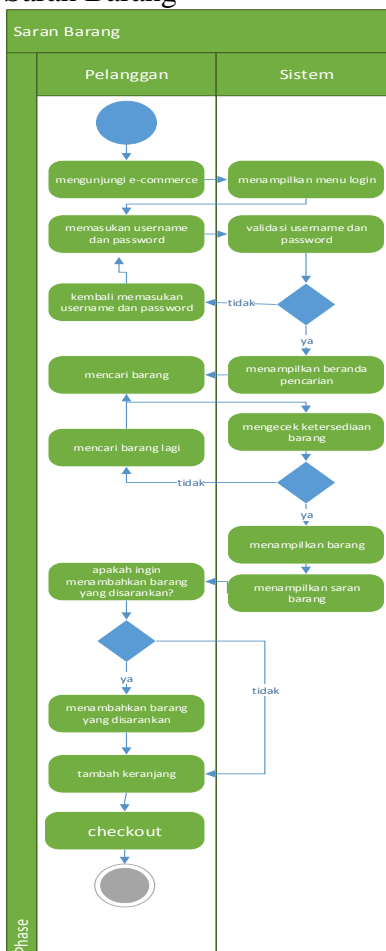 Saran Barang
Saran Barang
Pelanggan
Sistem
mengunjungi e-commerce
menampilkan menu login
memasukan username
dan password
validasi username dan
password
kembali memasukan
username dan password
tidak
ya
mencari barang
menampilkan beranda
pencarian
mengecek ketersediaan
barang
mencari barang lagi
tidak
ya
menampilkan barang
apakah ingin
menambahkan barang
yang disarankan?
menampilkan saran
barang
ya
tidak
menambahkan barang
yang disarankan
tambah keranjang
checkout
Phase